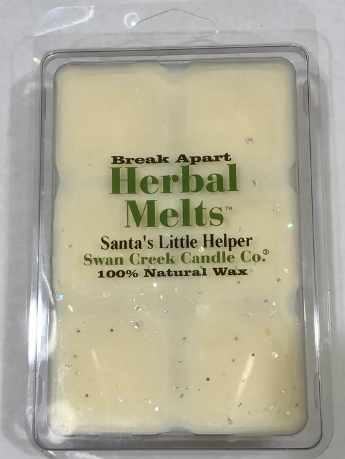 Break Apart
Herbal
Melts™
Santa's Little Helper
Swan Creek Candle Co.®
100% Natural Wax